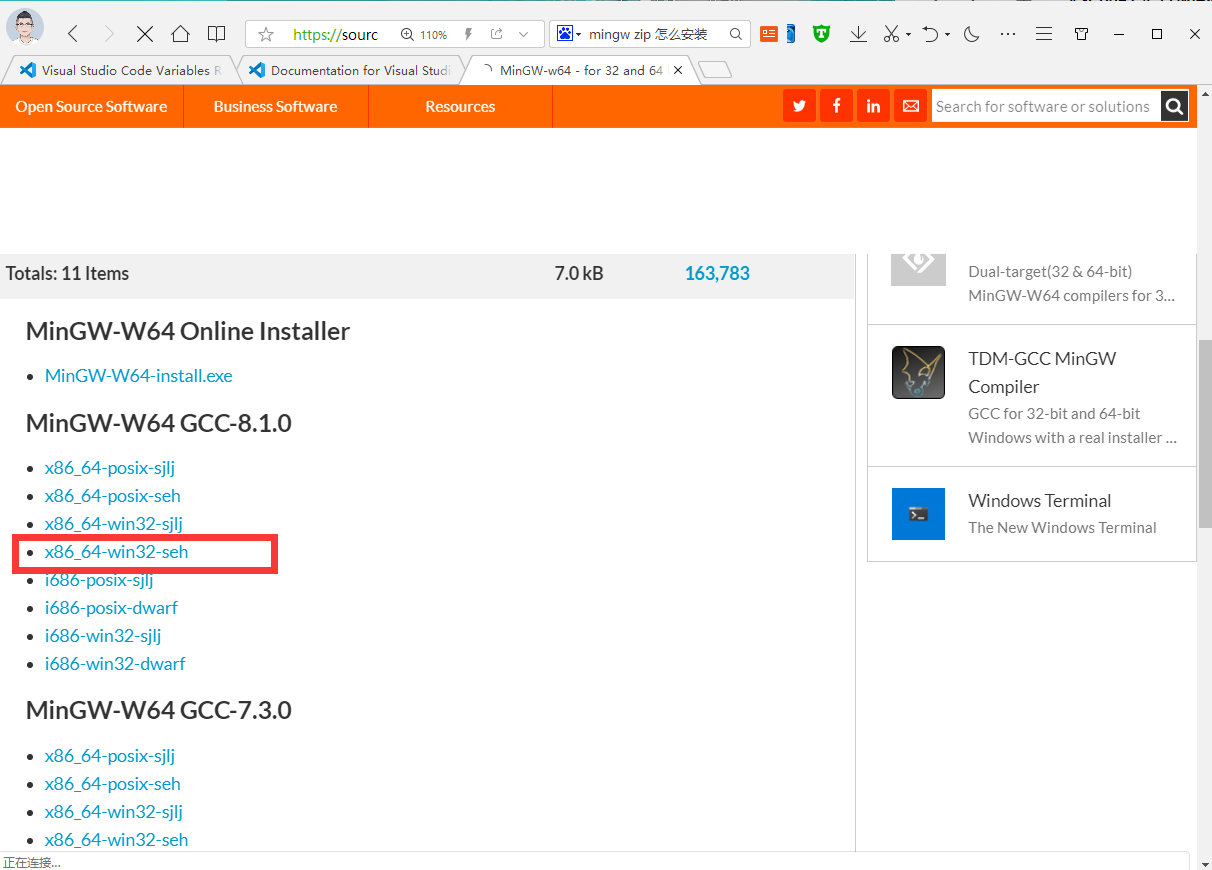 https://sourc
110%
mingw zip 怎么安装
Visual Studio Code Variables R
Documentation for Visual Studi
MinGW-w64 - for 32 and 64
Open Source Software
Business Software
Resources
Search for software or solutions
Totals: 11 Items
7.0 kB
163,783
MinGW-W64 Online Installer
MinGW-W64-install.exe
MinGW-W64 GCC-8.1.0
x86_64-posix-sjlj
x86_64-posix-seh
x86_64-win32-sjlj
x86_64-win32-seh
i686-posix-sjlj
i686-posix-dwarf
i686-win32-sjlj
i686-win32-dwarf
MinGW-W64 GCC-7.3.0
x86_64-posix-sjlj
x86_64-posix-seh
x86_64-win32-sjlj
x86_64-win32-seh
Dual-target(32 & 64-bit)
MinGW-W64 compilers for 3...
TDM-GCC MinGW
Compiler
GCC for 32-bit and 64-bit
Windows with a real installer ...
Windows Terminal
The New Windows Terminal
正在连接...